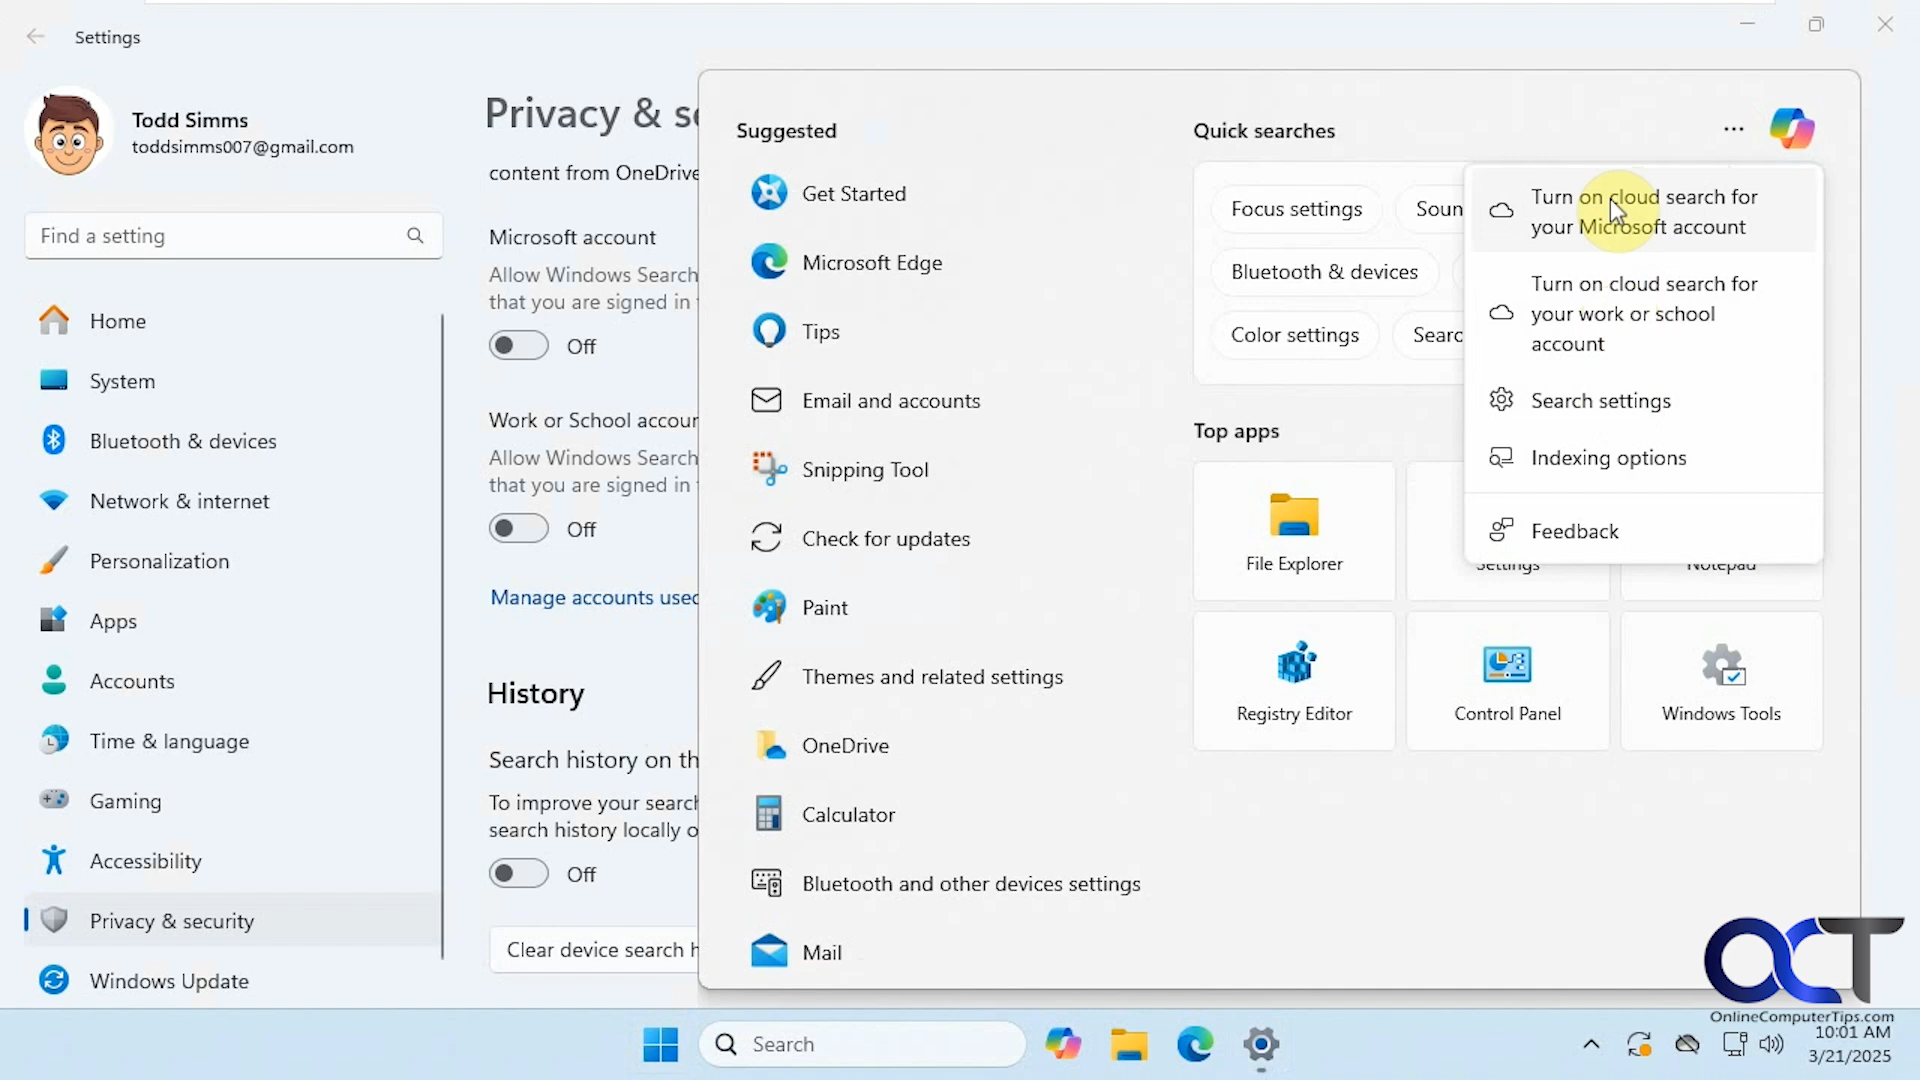 Settings
Todd Simms
toddsimms007@gmail.com
Find a setting
Home
System
Bluetooth & devices
Network & internet
Personalization
Apps
Accounts
Time & language
Gaming
Accessibility
Privacy & security
Windows Update
Privacy & se
content from OneDrive
Microsoft account
Allow Windows Search
that you are signed in
Off
Work or School accoun
Allow Windows Search
that you are signed in
Off
Manage accounts used
History
Search history on th
To improve your search
search history locally o
Off
Clear device search h
Suggested
Get Started
Microsoft Edge
Tips
Email and accounts
Snipping Tool
Check for updates
Paint
Themes and related settings
OneDrive
Calculator
Bluetooth and other devices settings
Mail
Quick searches
Focus settings
Soun
Bluetooth & devices
Color settings
Searc
Turn on cloud search for
your Microsoft account
Turn on cloud search for
your work or school
account
Search settings
Indexing options
Feedback
Top apps
File Explorer
Settings
Notepad
Registry Editor
Control Panel
Windows Tools
OCT
OnlineComputerTips.com
Search
10:01 AM
3/21/2025